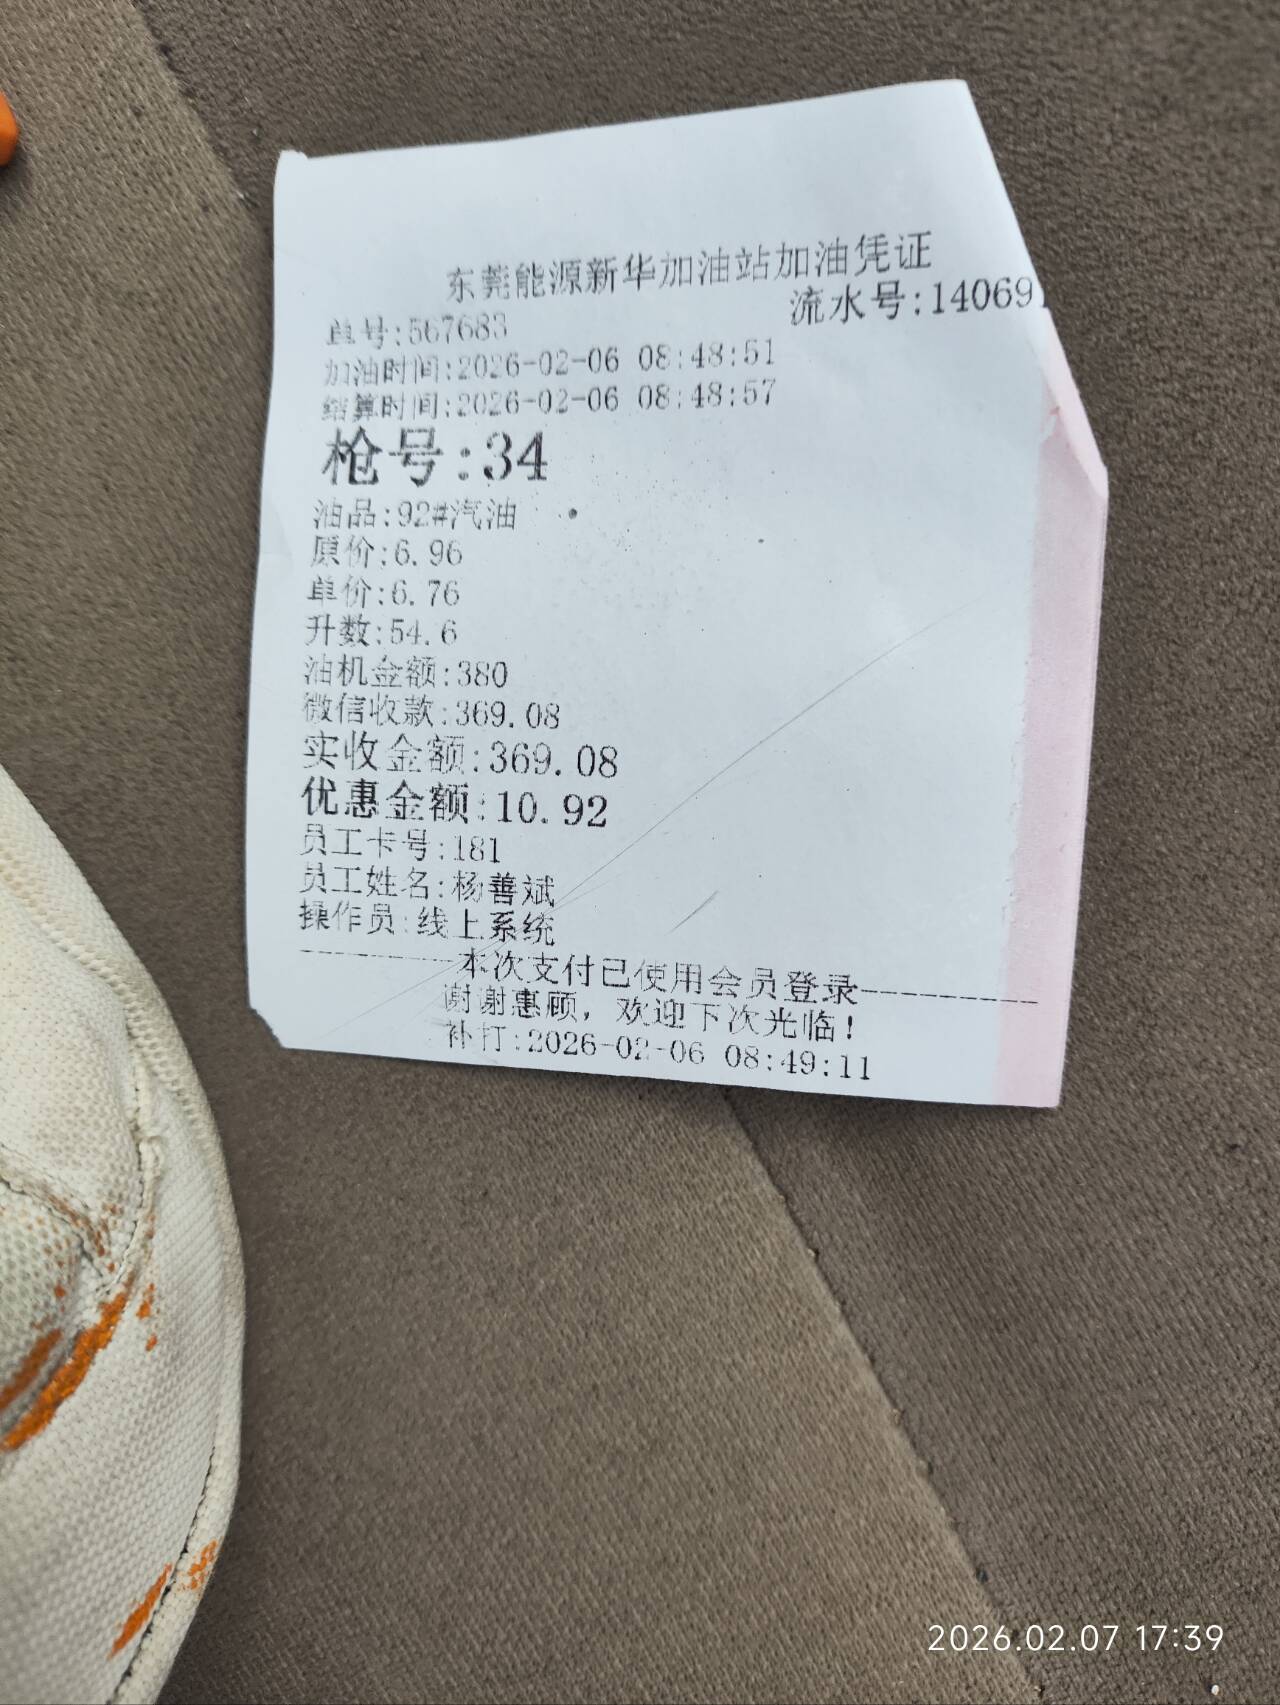 东莞能源新华加油站加油凭证
流水号:14069
单号:567683
加油时间:2026-02-06 08:48:51
结算时间:2026-02-06 08:48:57
枪号:34
油品:92#汽油
原价:6.96
单价:6.76
升数:54.6
油机金额:380
微信收款:369.08
实收金额:369.08
优惠金额:10.92
员工卡号:181
员工姓名:杨善斌
操作员:线上系统
----------本次支付已使用会员登录----------
谢谢惠顾，欢迎下次光临!
补打:2026-02-06 08:49:11
2026.02.07 17:39